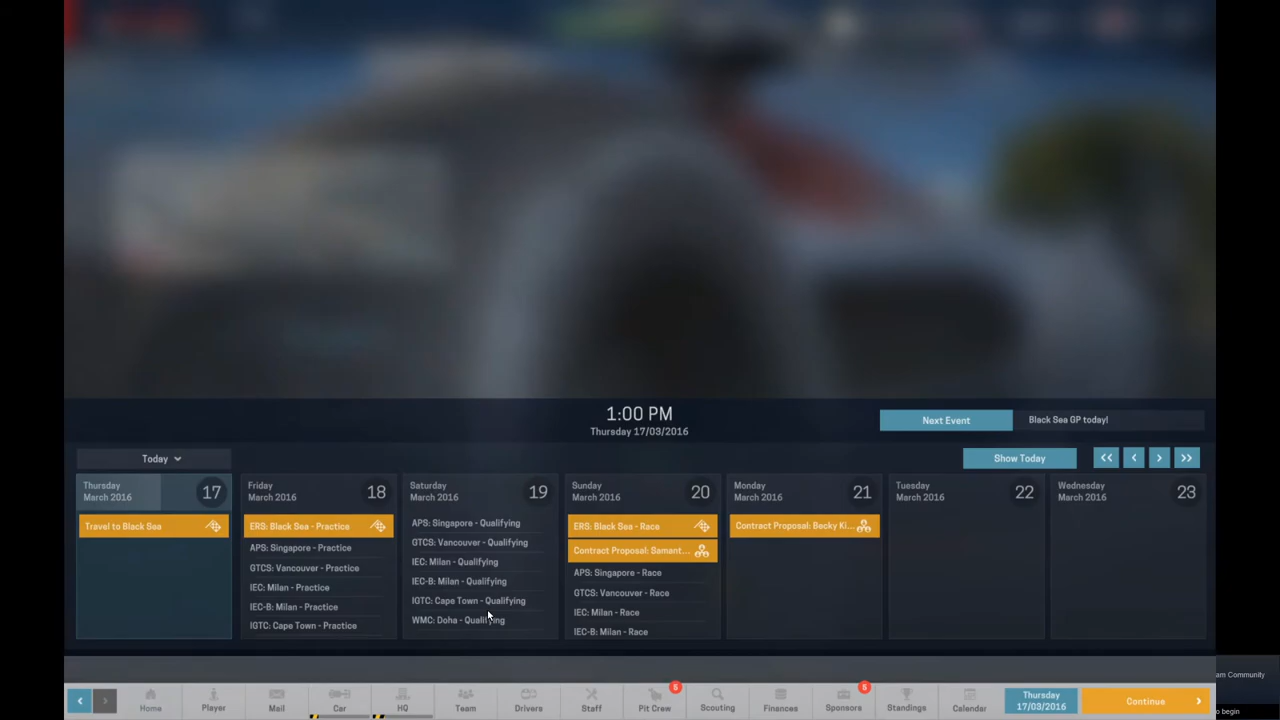 1:00 PM
Thursday 17/03/2016
Next Event
Black Sea GP today!
Today
Show Today
<< < > >>
Thursday
March 2016
17
Travel to Black Sea
Friday
March 2016
18
ERS: Black Sea - Practice
APS: Singapore - Practice
GTCS: Vancouver - Practice
IEC: Milan - Practice
IEC-B: Milan - Practice
IGTC: Cape Town - Practice
Saturday
March 2016
19
APS: Singapore - Qualifying
GTCS: Vancouver - Qualifying
IEC: Milan - Qualifying
IEC-B: Milan - Qualifying
IGTC: Cape Town - Qualifying
WMC: Doha - Qualifying
Sunday
March 2016
20
ERS: Black Sea - Race
Contract Proposal: Samant...
APS: Singapore - Race
GTCS: Vancouver - Race
IEC: Milan - Race
IEC-B: Milan - Race
Monday
March 2016
21
Contract Proposal: Becky Ki...
Tuesday
March 2016
22
Wednesday
March 2016
23
am Community
< >
Home
Player
Mail
Car
HQ
Team
Drivers
Staff
5
Pit Crew
Scouting
Finances
5
Sponsors
Standings
Calendar
Thursday
17/03/2016
Continue >
o begin